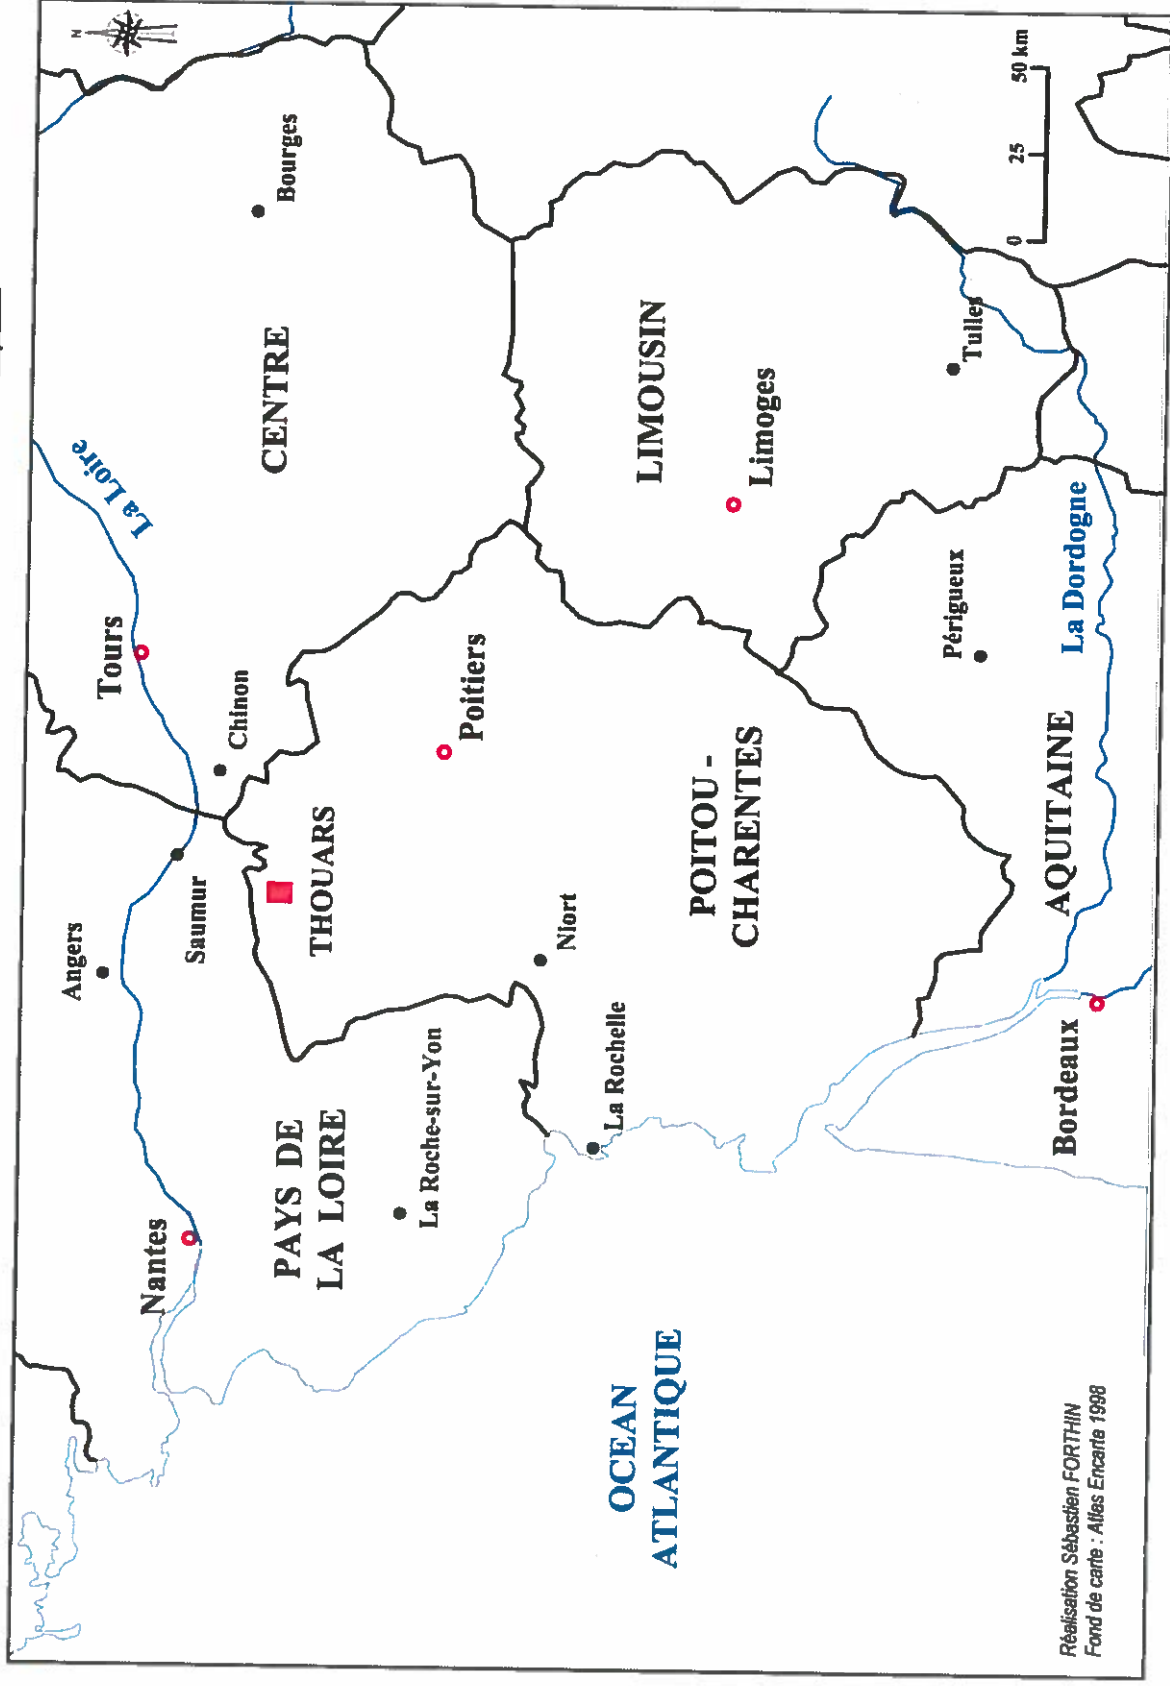 N
La Loire
Tours
Angers
Chinon
Saumur
Nantes
CENTRE
Bourges
THOUARS
PAYS DE
LA LOIRE
Poitiers
La Roche-sur-Yon
Niort
La Rochelle
LIMOUSIN
Limoges
POITOU -
CHARENTES
OCEAN
ATLANTIQUE
Périgueux
Tulles
0 25 50 km
La Dordogne
AQUITAINE
Bordeaux
Réalisation Sébastien FORTHIN
Fond de carte : Atlas Encarte 1998